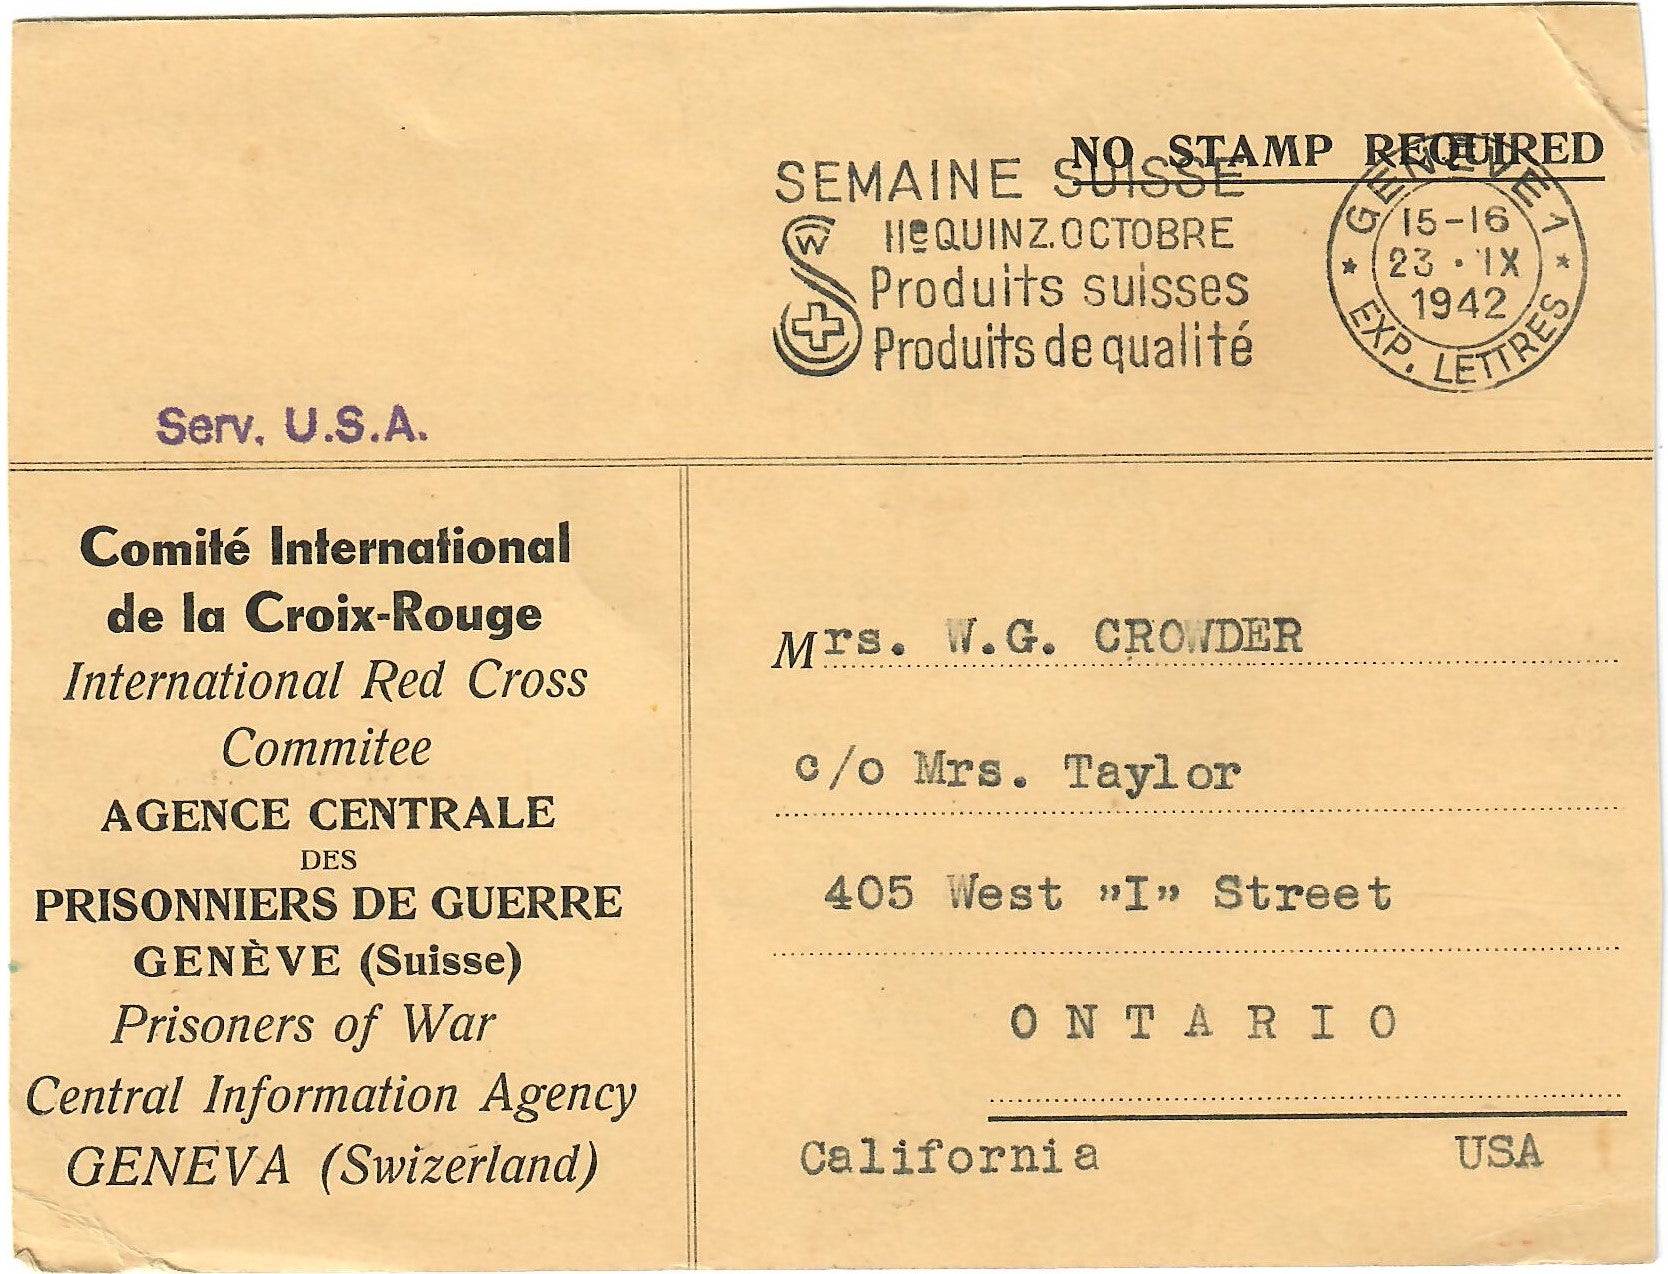 NO STAMP REQUIRED
SEMAINE SUISSE
IIe QUINZ. OCTOBRE
Produits suisses
Produits de qualité
W
GENÈVE 1
15-16
23 · IX
1942
* EXP. LETTRES *
Serv. U.S.A.
Comité International
de la Croix-Rouge
International Red Cross
Commitee
AGENCE CENTRALE
DES
PRISONNIERS DE GUERRE
GENÈVE (Suisse)
Prisoners of War
Central Information Agency
GENEVA (Swizerland)
Mrs. W.G. CROWDER
c/o Mrs. Taylor
405 West "I" Street
ONTARIO
California USA